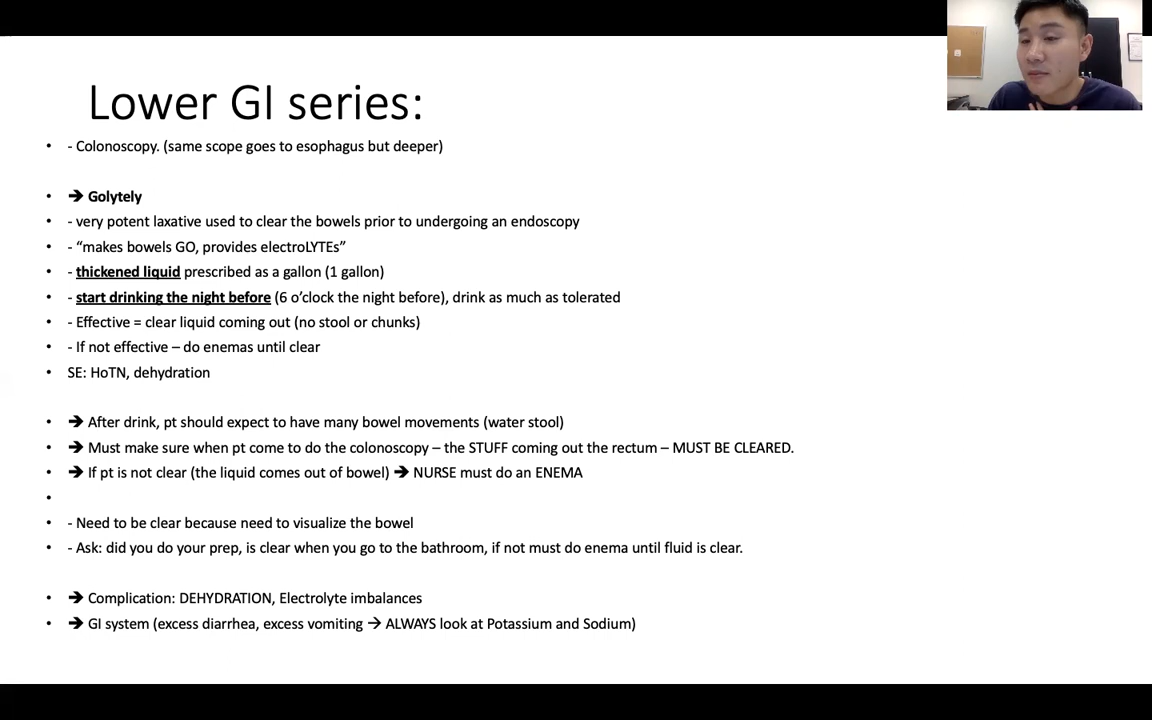 Lower GI series:
• - Colonoscopy. (same scope goes to esophagus but deeper)
• → Golytely
• - very potent laxative used to clear the bowels prior to undergoing an endoscopy
• - “makes bowels GO, provides electroLYTEs”
• - thickened liquid prescribed as a gallon (1 gallon)
• - start drinking the night before (6 o’clock the night before), drink as much as tolerated
• - Effective = clear liquid coming out (no stool or chunks)
• - If not effective – do enemas until clear
• SE: HoTN, dehydration
• → After drink, pt should expect to have many bowel movements (water stool)
• → Must make sure when pt come to do the colonoscopy – the STUFF coming out the rectum – MUST BE CLEARED.
• → If pt is not clear (the liquid comes out of bowel) → NURSE must do an ENEMA
•
• - Need to be clear because need to visualize the bowel
• - Ask: did you do your prep, is clear when you go to the bathroom, if not must do enema until fluid is clear.
• → Complication: DEHYDRATION, Electrolyte imbalances
• → GI system (excess diarrhea, excess vomiting → ALWAYS look at Potassium and Sodium)